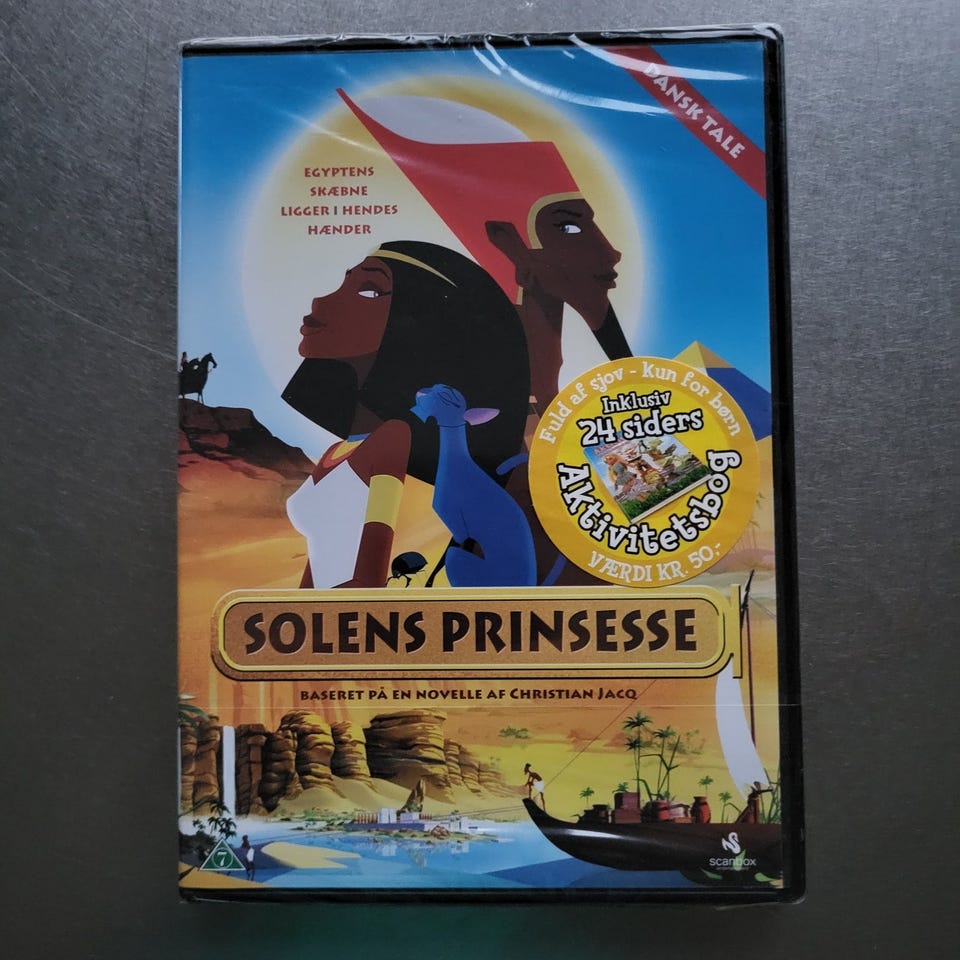 DANSK TALE
EGYPTENS
SKÆBNE
LIGGER I HENDES
HÆNDER
Fuld af sjov - Kun for børn
Inklusiv
24 siders
Aktivitetsbog
VÆRDI KR. 50,-
SOLENS PRINSESSE
BASERET PÅ EN NOVELLE AF CHRISTIAN JACQ
7
scanbox